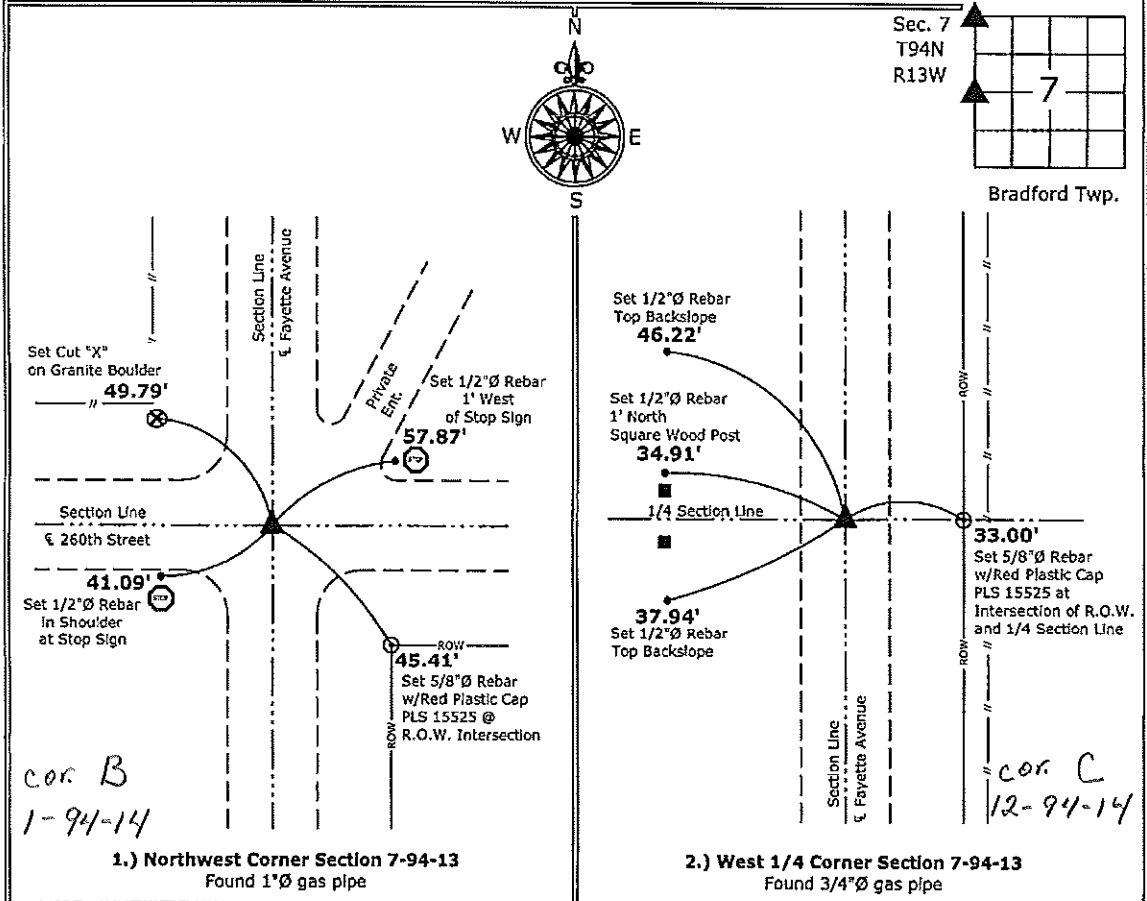 N
W
E
S
Sec. 7
T94N
R13W
7
Bradford Twp.
Section Line
℄ Fayette Avenue
Set Cut "X"
on Granite Boulder
49.79'
Private
Ent.
Set 1/2"Ø Rebar
1' West
of Stop Sign
57.87'
Section Line
℄ 260th Street
41.09'
STOP
Set 1/2"Ø Rebar
in Shoulder
at Stop Sign
ROW
45.41'
Set 5/8"Ø Rebar
w/Red Plastic Cap
PLS 15525 @
R.O.W. Intersection
ROW
cor. B
1-94-14
1.) Northwest Corner Section 7-94-13
Found 1"Ø gas pipe
Set 1/2"Ø Rebar
Top Backslope
46.22'
Set 1/2"Ø Rebar
1' North
Square Wood Post
34.91'
1/4 Section Line
37.94'
Set 1/2"Ø Rebar
Top Backslope
ROW
33.00'
Set 5/8"Ø Rebar
w/Red Plastic Cap
PLS 15525 at
Intersection of R.O.W.
and 1/4 Section Line
ROW
Section Line
℄ Fayette Avenue
cor. C
12-94-14
2.) West 1/4 Corner Section 7-94-13
Found 3/4"Ø gas pipe